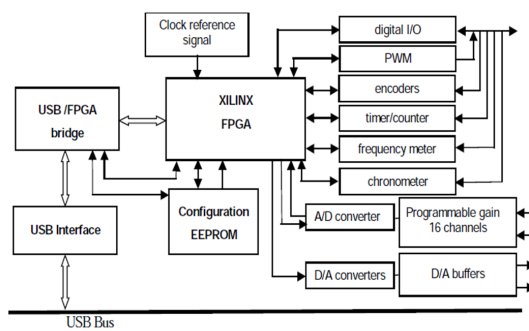 Clock reference
signal
digital I/O
PWM
XILINX
FPGA
encoders
USB /FPGA
bridge
timer/counter
frequency meter
chronometer
Configuration
EEPROM
A/D converter
Programmable gain
16 channels
USB Interface
D/A converters
D/A buffers
USB Bus